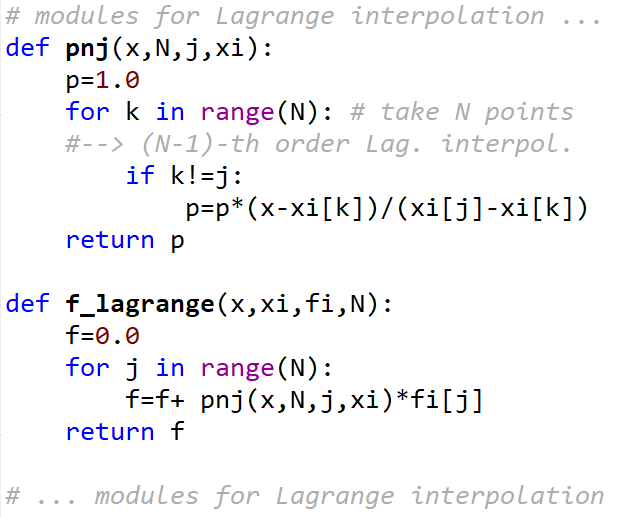 # modules for Lagrange interpolation ...
def pnj(x,N,j,xi):
    p=1.0
    for k in range(N): # take N points
    #--> (N-1)-th order Lag. interpol.
        if k!=j:
            p=p*(x-xi[k])/(xi[j]-xi[k])
    return p

def f_lagrange(x,xi,fi,N):
    f=0.0
    for j in range(N):
        f=f+ pnj(x,N,j,xi)*fi[j]
    return f

# ... modules for Lagrange interpolation